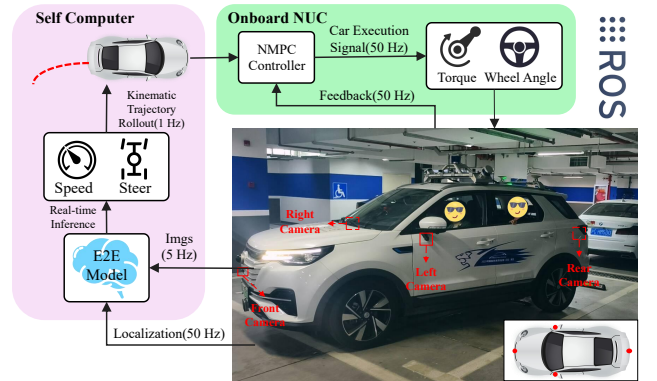 Self Computer
Onboard NUC
NMPC
Controller
Car Execution
Signal(50 Hz)
Torque
Wheel Angle
Feedback(50 Hz)
ROS
Kinematic
Trajectory
Rollout(1 Hz)
Speed
Steer
Real-time
Inference
E2E
Model
Imgs
(5 Hz)
Localization(50 Hz)
Right
Camera
Left
Camera
Rear
Camera
Front
Camera